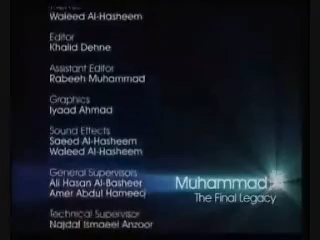 Waleed Al-Hasheem
Editor
Khalid Dehne
Assistant Editor
Rabeeh Muhammad
Graphics
Iyaad Ahmad
Sound Effects
Saeed Al-Hasheem
Waleed Al-Hasheem
General Supervisors
Ali Hasan Al-Basheer
Amer Abdul Hameed
Technical Supervisor
Najdat Ismaeel Anzoor
Muhammad
The Final Legacy